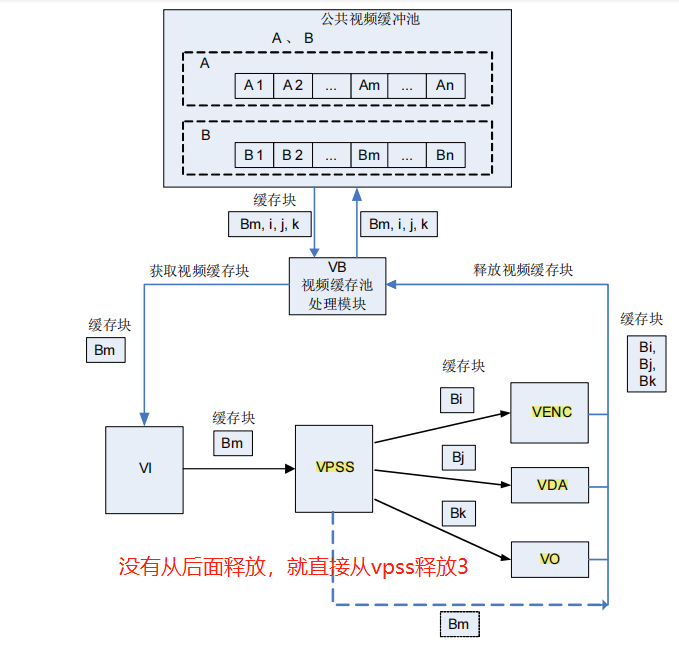 公共视频缓冲池
A 、 B
A
A 1 A 2 ... Am ... An
B
B 1 B 2 ... Bm ... Bn
缓存块
Bm, i, j, k
Bm, i, j, k
VB
视频缓存池
处理模块
获取视频缓存块
释放视频缓存块
缓存块
Bm
缓存块
Bi,
Bj,
Bk
缓存块
Bm
缓存块
Bi
Bj
Bk
VI
VPSS
VENC
VDA
VO
没有从后面释放，就直接从vpss释放3
Bm